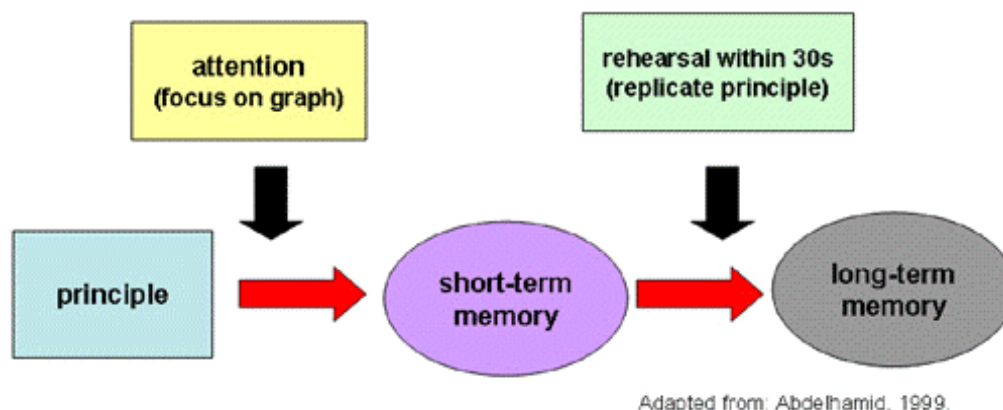 attention
(focus on graph)
rehearsal within 30s
(replicate principle)
principle
short-term
memory
long-term
memory
Adapted from: Abdelhamid, 1999.